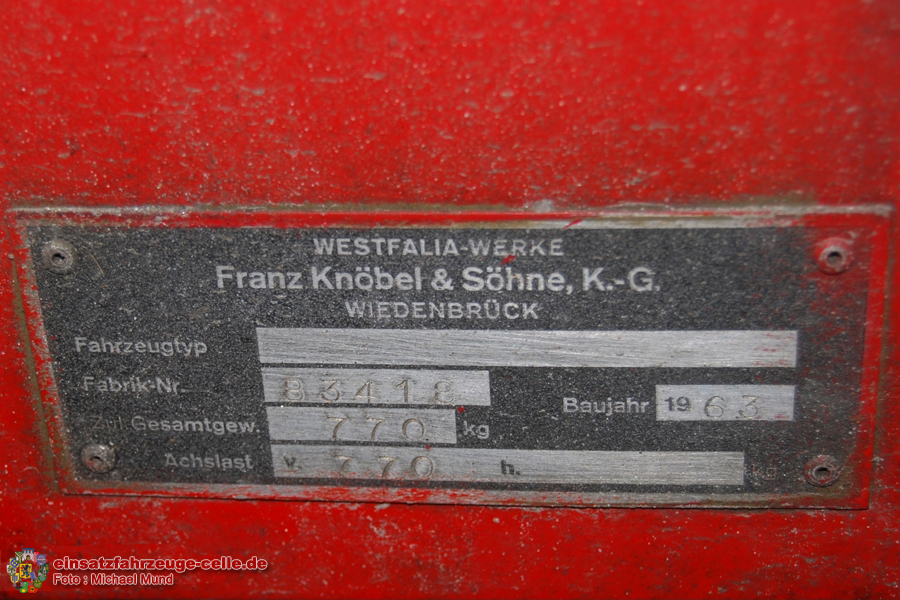 WESTFALIA-WERKE
Franz Knöbel & Söhne, K.-G.
WIEDENBRÜCK
Fahrzeugtyp
Fabrik-Nr. 83418 Baujahr 1963
Zul. Gesamtgew. 770 kg
Achslast v. 770 h. kg
einsatzfahrzeuge-celle.de
Foto : Michael Mund